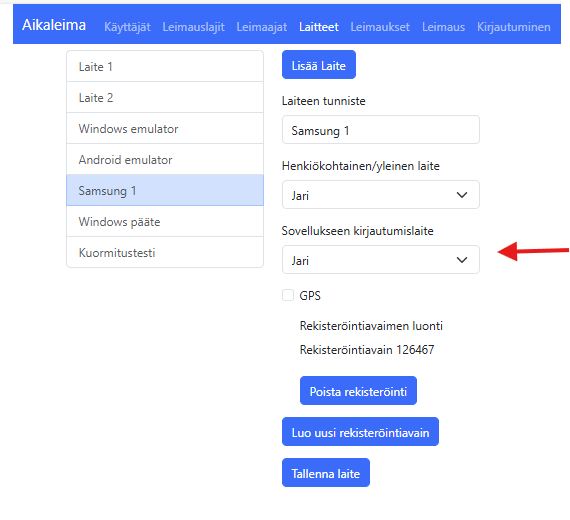 Aikaleima Käyttäjät Leimauslajit Leimaajat Laitteet Leimaukset Leimaus Kirjautuminen
Laite 1
Laite 2
Windows emulator
Android emulator
Samsung 1
Windows pääte
Kuormitustesti
Lisää Laite
Laiteen tunniste
Samsung 1
Henkiökohtainen/yleinen laite
Jari
Sovellukseen kirjautumislaite
Jari
GPS
Rekisteröintiavaimen luonti
Rekisteröintiavain 126467
Poista rekisteröinti
Luo uusi rekisteröintiavain
Tallenna laite